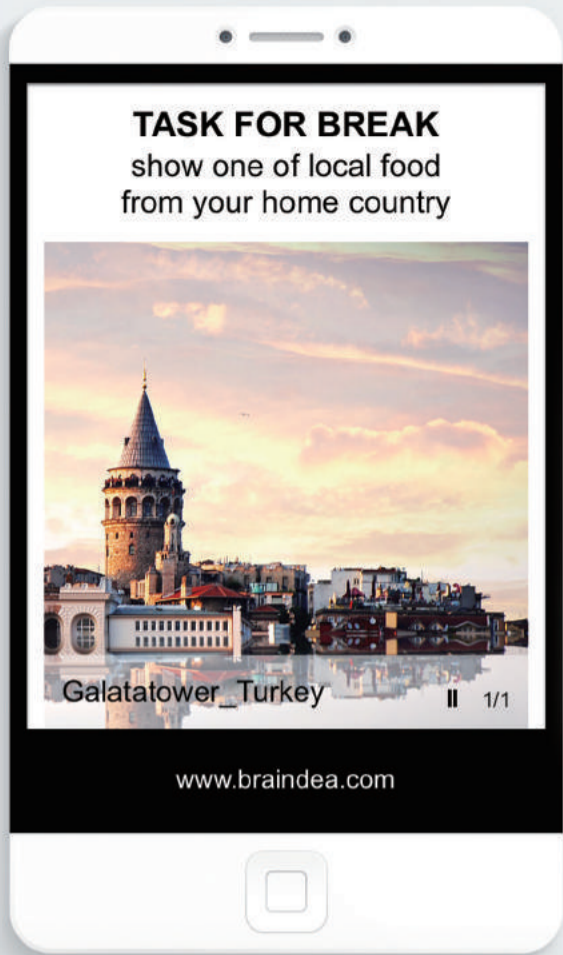 TASK FOR BREAK
show one of local food
from your home country
Galatatower_Turkey
1/1
www.braindea.com